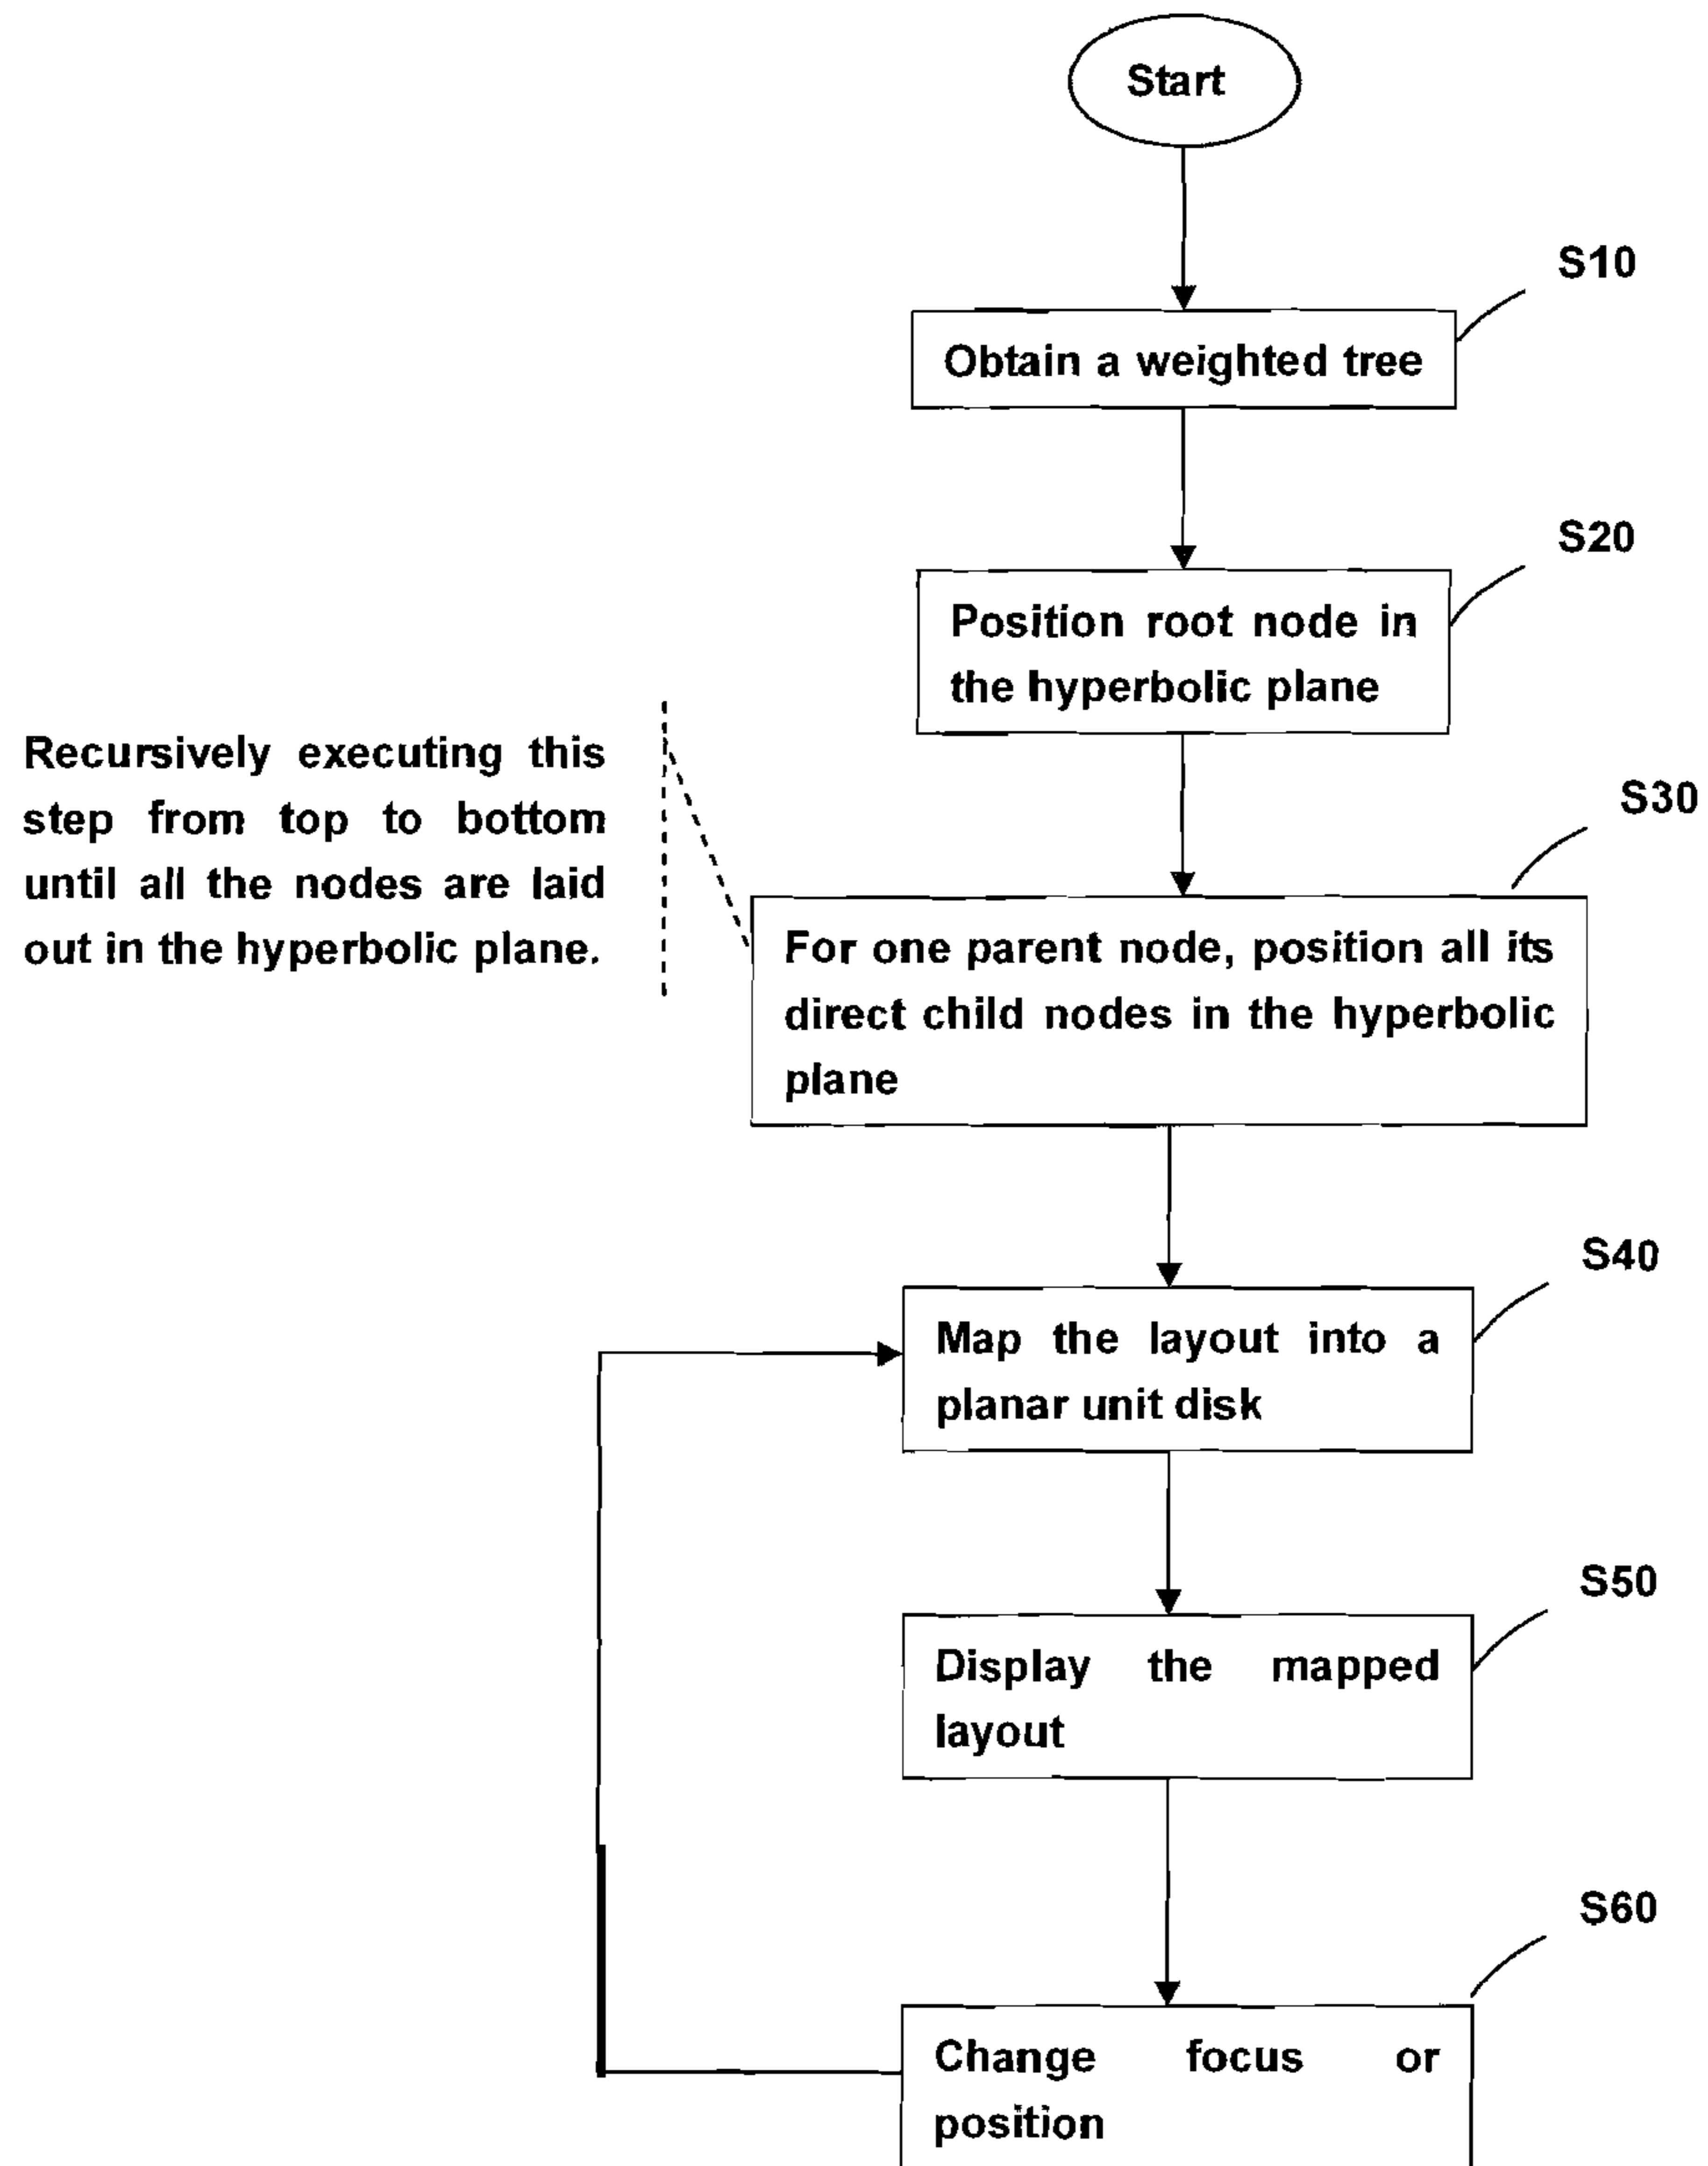 Start
S10
Obtain a weighted tree
S20
Position root node in
the hyperbolic plane
Recursively executing this
step from top to bottom
until all the nodes are laid
out in the hyperbolic plane.
S30
For one parent node, position all its
direct child nodes in the hyperbolic
plane
S40
Map the layout into a
planar unit disk
S50
Display the mapped
layout
S60
Change focus or
position